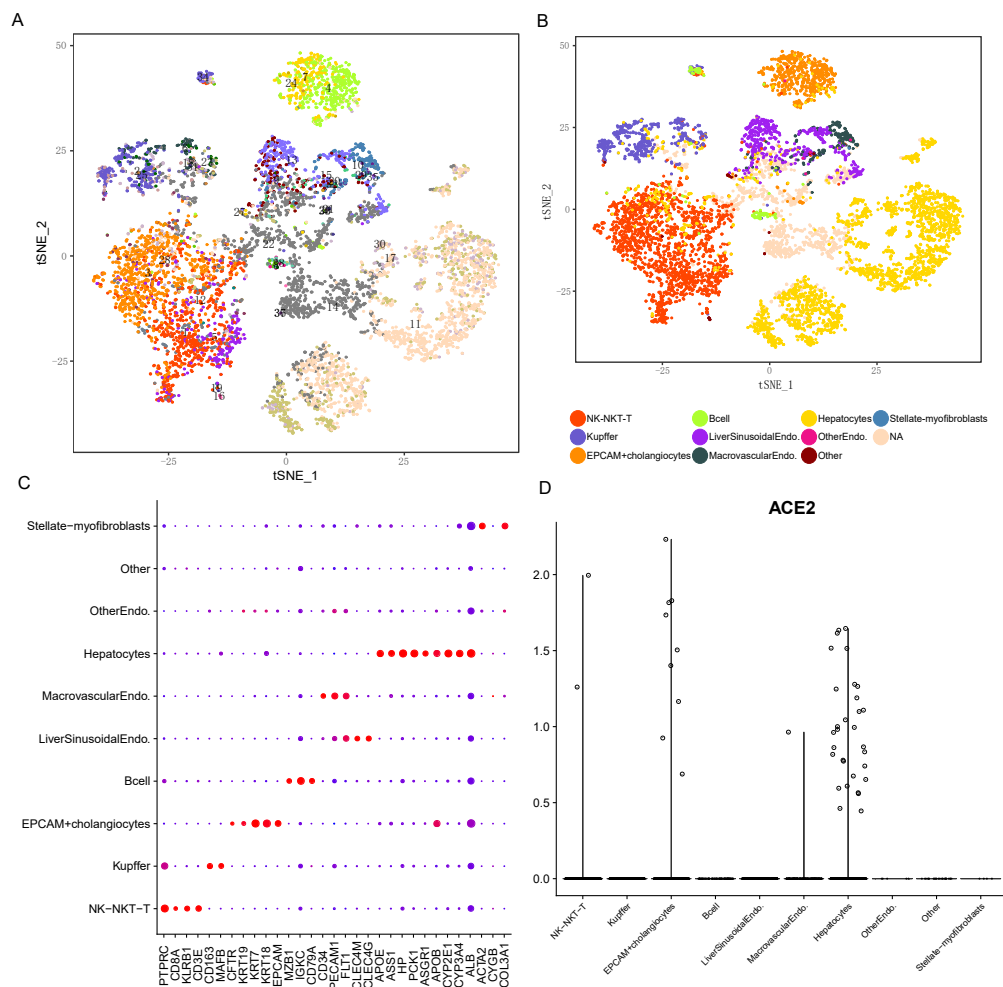 A
50
25
0
−25
tSNE_2
−25
0
25
tSNE_1
24
7
4
27
22
30
17
28
12
14
11
19
B
50
25
0
−25
tSNE_2
−25
0
25
tSNE_1
NK-NKT-T
Bcell
Hepatocytes
Stellate-myofibroblasts
Kupffer
LiverSinusoidalEndo.
OtherEndo.
NA
EPCAM+cholangiocytes
MacrovascularEndo.
Other
C
Stellate−myofibroblasts
Other
OtherEndo.
Hepatocytes
MacrovascularEndo.
LiverSinusoidalEndo.
Bcell
EPCAM+cholangiocytes
Kupffer
NK−NKT−T
PTPRC
CD8A
KLRB1
CD3E
CD163
MAFB
CFTR
KRT19
KRT7
KRT18
EPCAM
MZB1
IGKC
CD79A
CD34
PECAM1
FLT1
CLEC4M
CLEC4G
APOE
ASS1
HP
PCK1
ASGR1
APOB
CYP2E1
CYP3A4
ALB
ACTA2
CYGB
COL3A1
D
ACE2
2.0
1.5
1.0
0.5
0.0
NK−NKT−T
Kupffer
EPCAM+cholangiocytes
Bcell
LiverSinusoidalEndo.
MacrovascularEndo.
Hepatocytes
OtherEndo.
Other
Stellate−myofibroblasts